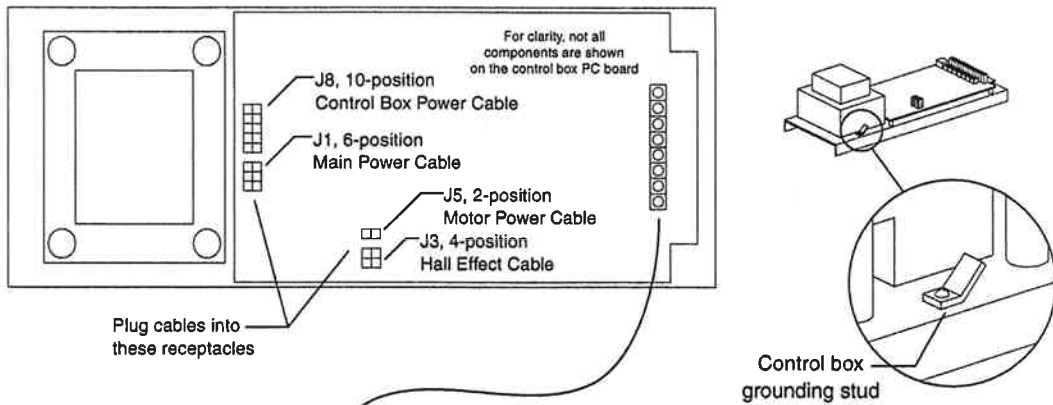 For clarity, not all
components are shown
on the control box PC board
J8, 10-position
Control Box Power Cable
J1, 6-position
Main Power Cable
J5, 2-position
Motor Power Cable
J3, 4-position
Hall Effect Cable
Plug cables into
these receptacles
Control box
grounding stud